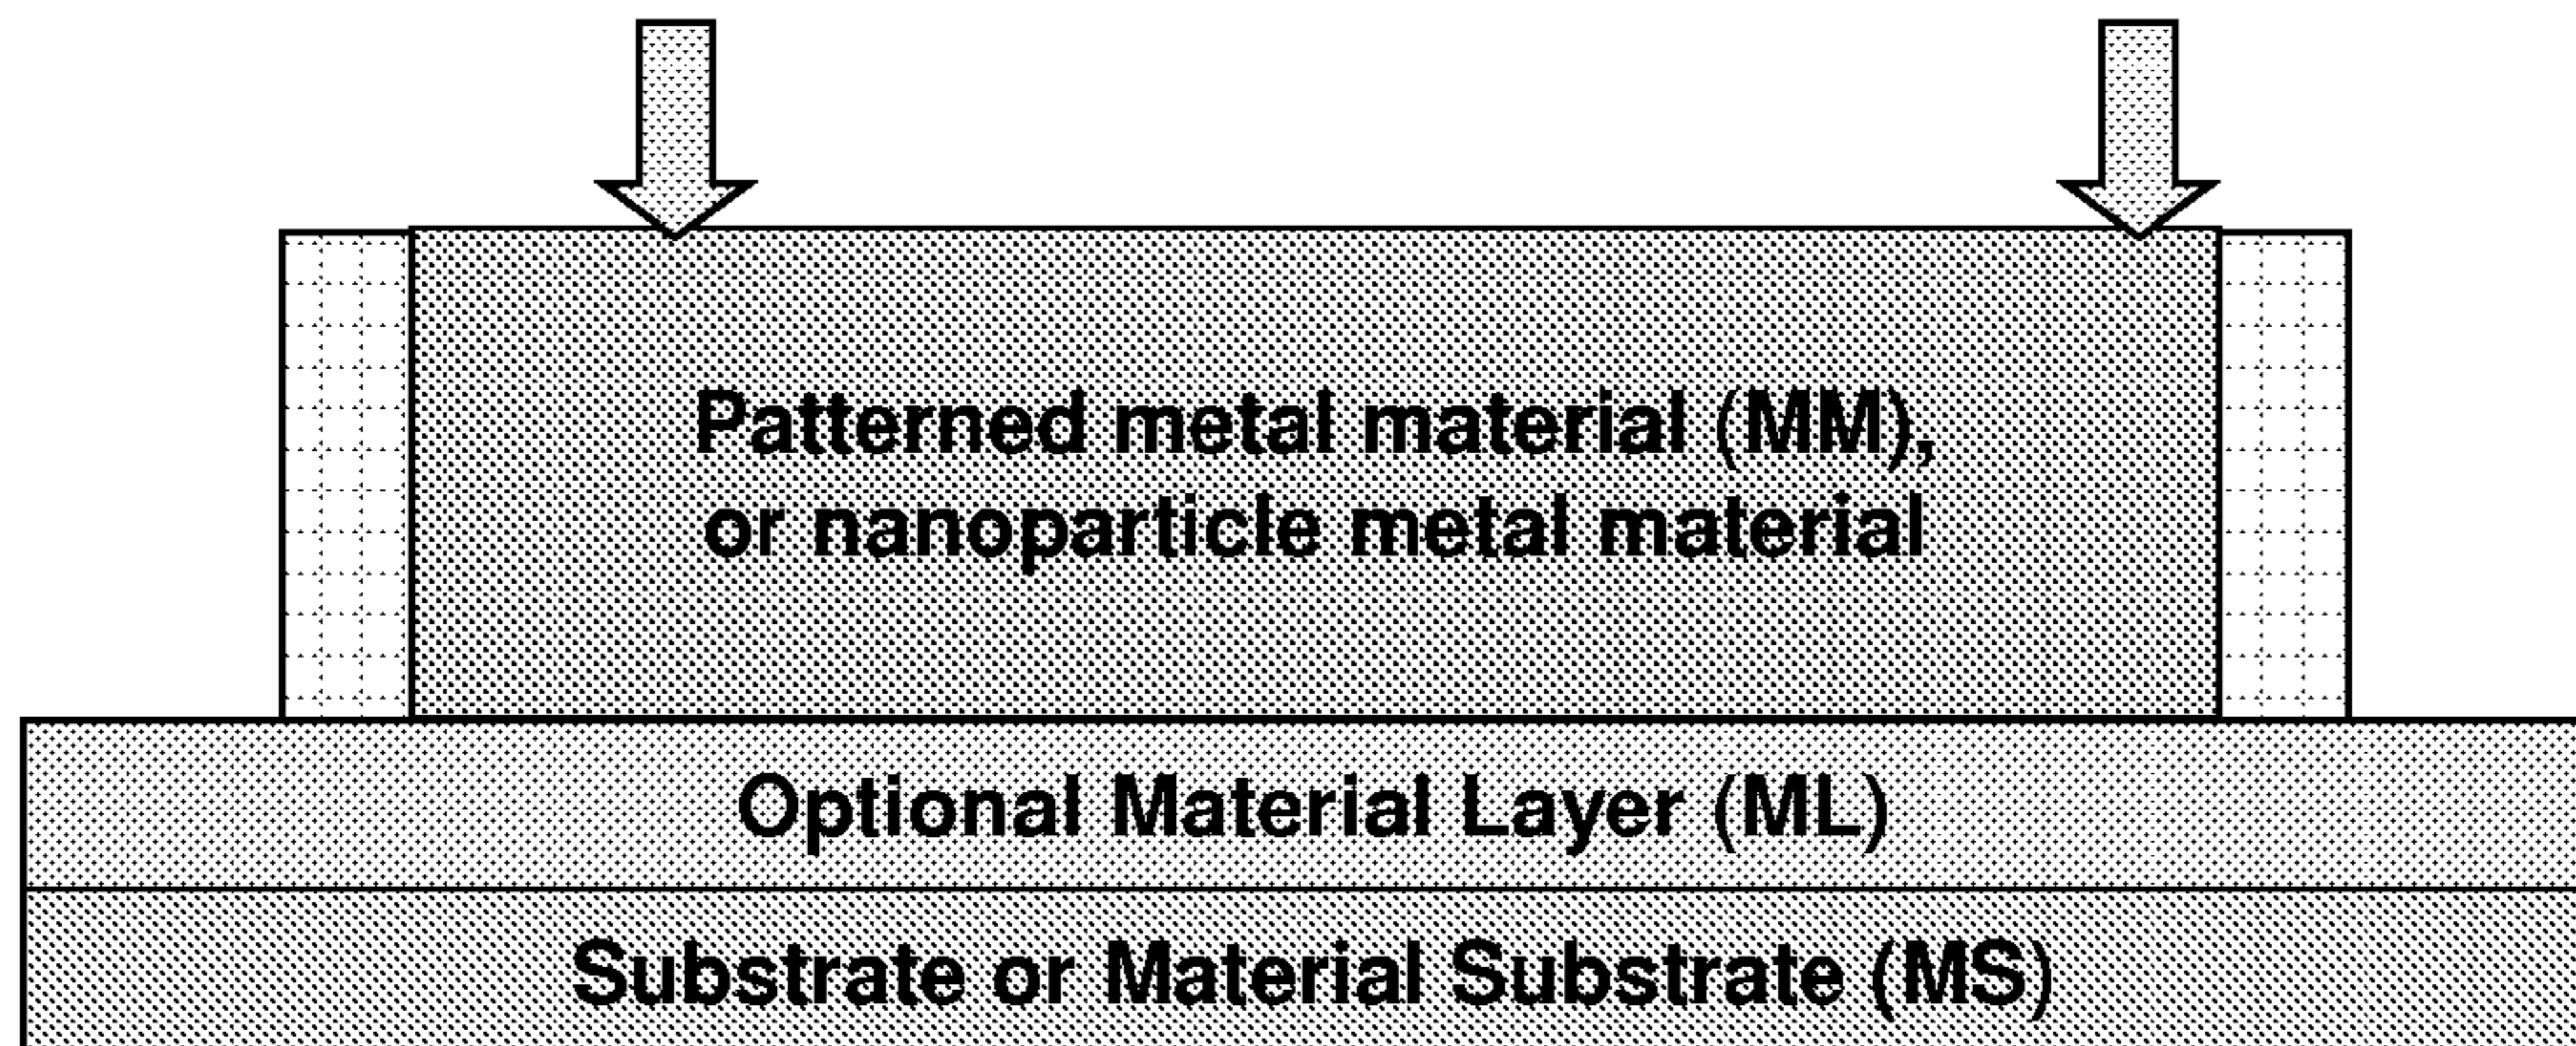 Patterned metal material (MM),
or nanoparticle metal material
Optional Material Layer (ML)
Substrate or Material Substrate (MS)